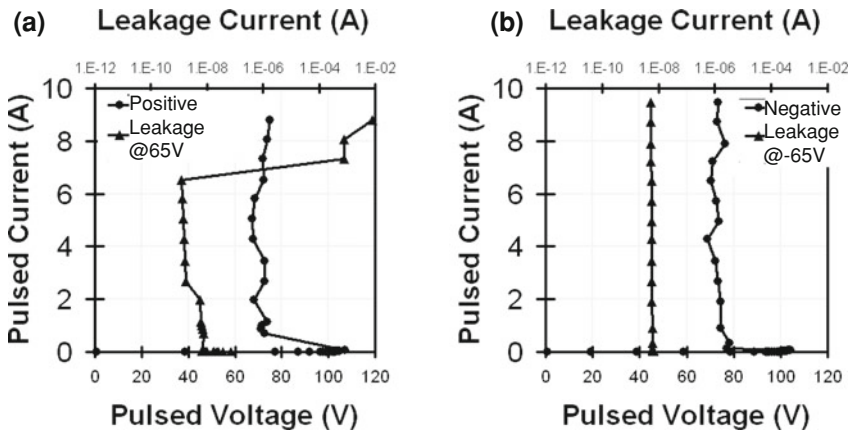 (a) Leakage Current (A)
1.E-12 1.E-10 1.E-08 1.E-06 1.E-04 1.E-02
Pulsed Current (A)
10
8
6
4
2
0
Positive
Leakage
@65V
0 20 40 60 80 100 120
Pulsed Voltage (V)
(b) Leakage Current (A)
1.E-12 1.E-10 1.E-08 1.E-06 1.E-04 1.E-02
Pulsed Current (A)
10
8
6
4
2
0
Negative
Leakage
@-65V
0 20 40 60 80 100 120
Pulsed Voltage (V)